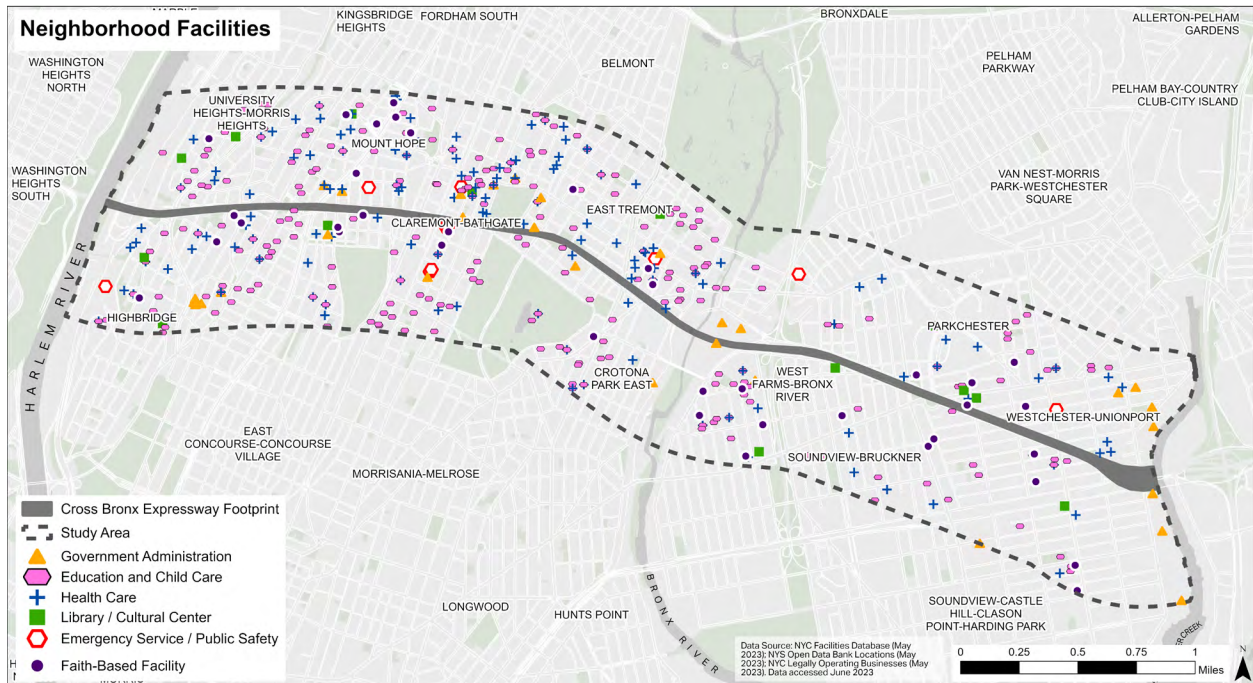 Neighborhood Facilities
KINGSBRIDGE
HEIGHTS
FORDHAM SOUTH
BRONXDALE
ALLERTON-PELHAM
GARDENS
WASHINGTON
HEIGHTS
NORTH
BELMONT
PELHAM
PARKWAY
PELHAM BAY-COUNTRY
CLUB-CITY ISLAND
UNIVERSITY
HEIGHTS-MORRIS
HEIGHTS
MOUNT HOPE
WASHINGTON
HEIGHTS
SOUTH
VAN NEST-MORRIS
PARK-WESTCHESTER
SQUARE
CLAREMONT-BATHGATE
EAST TREMONT
HARLEM RIVER
HIGHBRIDGE
PARKCHESTER
CROTONA
PARK EAST
WEST
FARMS-BRONX
RIVER
WESTCHESTER-UNIONPORT
EAST
CONCOURSE-CONCOURSE
VILLAGE
MORRISANIA-MELROSE
SOUNDVIEW-BRUCKNER
Cross Bronx Expressway Footprint
Study Area
Government Administration
Education and Child Care
Health Care
Library / Cultural Center
Emergency Service / Public Safety
Faith-Based Facility
LONGWOOD
HUNTS POINT
BRONX RIVER
SOUNDVIEW-CASTLE
HILL-CLASON
POINT-HARDING PARK
Data Source: NYC Facilities Database (May
2023); NYS Open Data Bank Locations (May
2023); NYC Legally Operating Businesses (May
2023). Data accessed June 2023
0 0.25 0.5 0.75 1
Miles
N